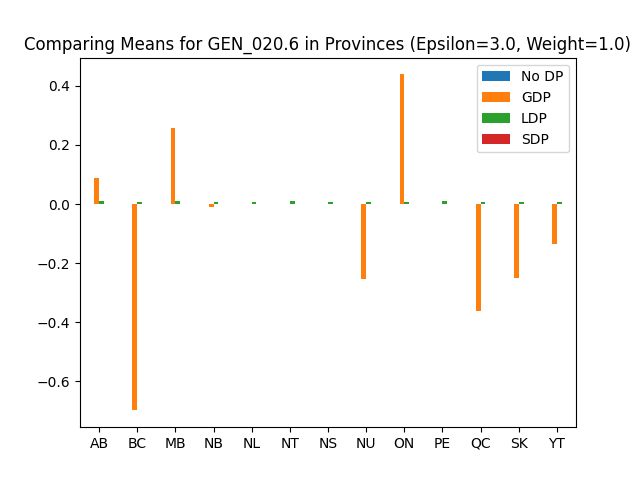 Comparing Means for GEN_020.6 in Provinces (Epsilon=3.0, Weight=1.0)
No DP
GDP
LDP
SDP
0.4
0.2
0.0
−0.2
−0.4
−0.6
AB BC MB NB NL NT NS NU ON PE QC SK YT